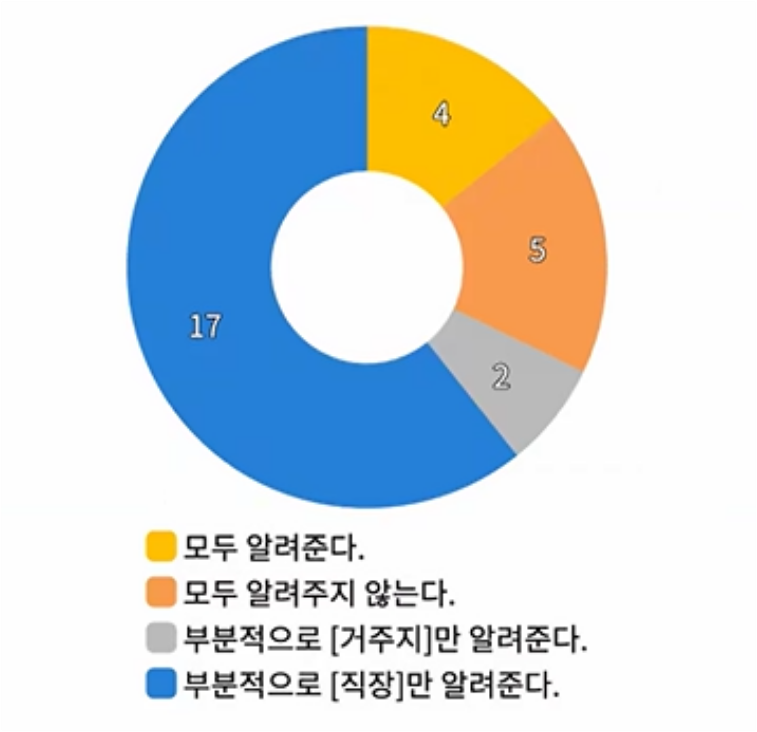 4
5
2
17
모두 알려준다.
모두 알려주지 않는다.
부분적으로 [거주지]만 알려준다.
부분적으로 [직장]만 알려준다.